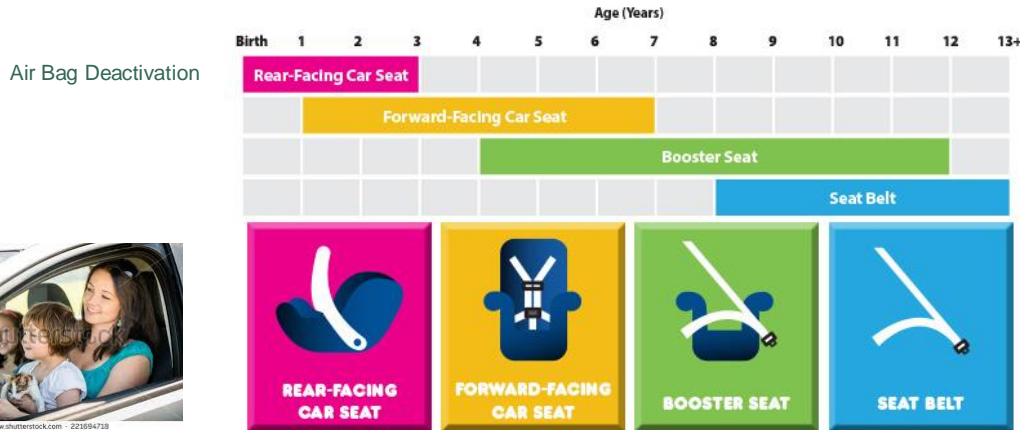 Age (Years)
Birth 1 2 3 4 5 6 7 8 9 10 11 12 13+
Air Bag Deactivation
Rear-Facing Car Seat
Forward-Facing Car Seat
Booster Seat
Seat Belt
REAR-FACING
CAR SEAT
FORWARD-FACING
CAR SEAT
BOOSTER SEAT
SEAT BELT
shutterstock
w.shutterstock.com · 221694718